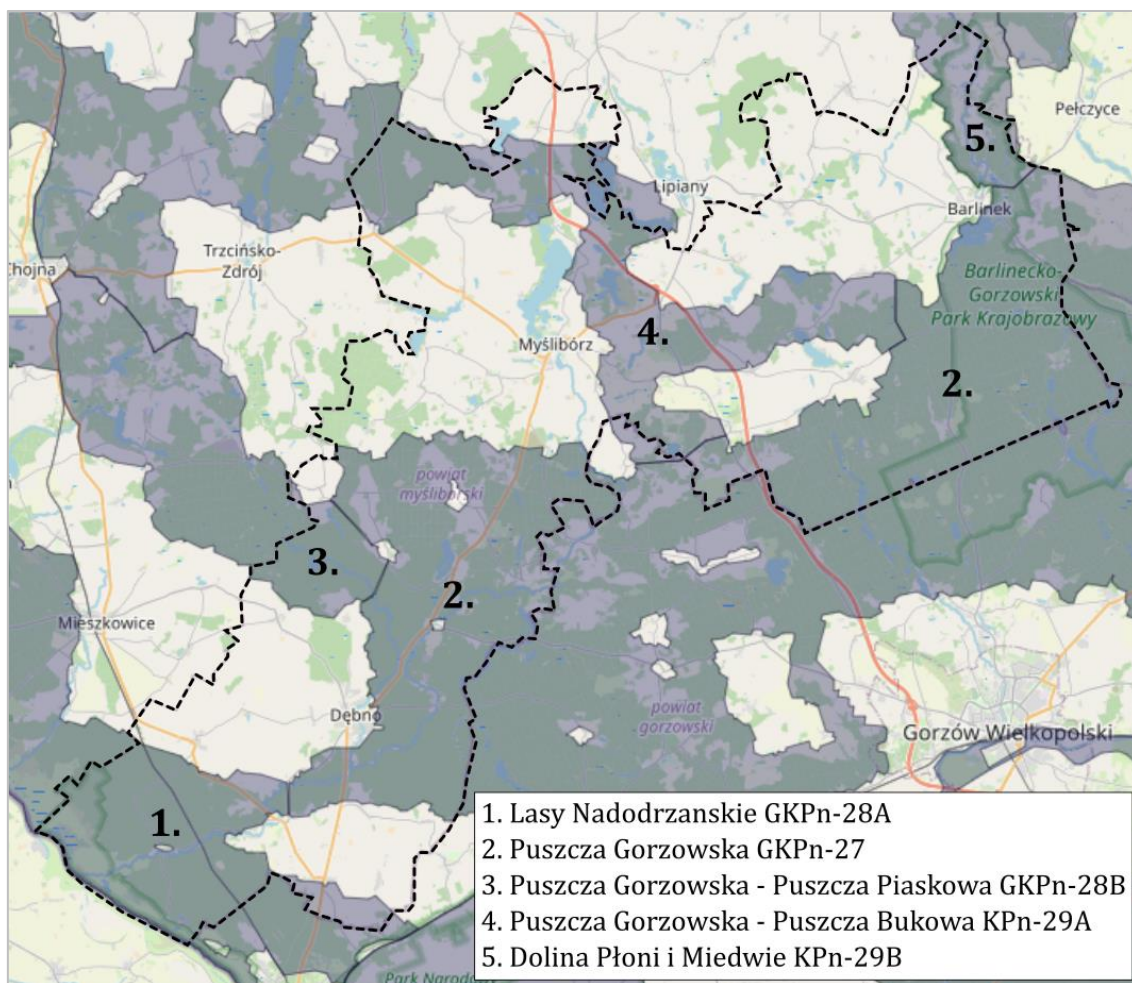 Pełczyce
5.
Lipiany
Barlinek
Trzcińsko-
Zdrój
Chojna
Barlinecko-
Gorzowski
Park Krajobrazowy
4.
Myślibórz
2.
powiat
myśliborski
3.
2.
Mieszkowice
powiat
gorzowski
Dębno
Gorzów Wielkopolski
1.
1. Lasy Nadodrzanskie GKPn-28A
2. Puszcza Gorzowska GKPn-27
3. Puszcza Gorzowska - Puszcza Piaskowa GKPn-28B
4. Puszcza Gorzowska - Puszcza Bukowa KPn-29A
5. Dolina Płoni i Miedwie KPn-29B
Park Narodowy